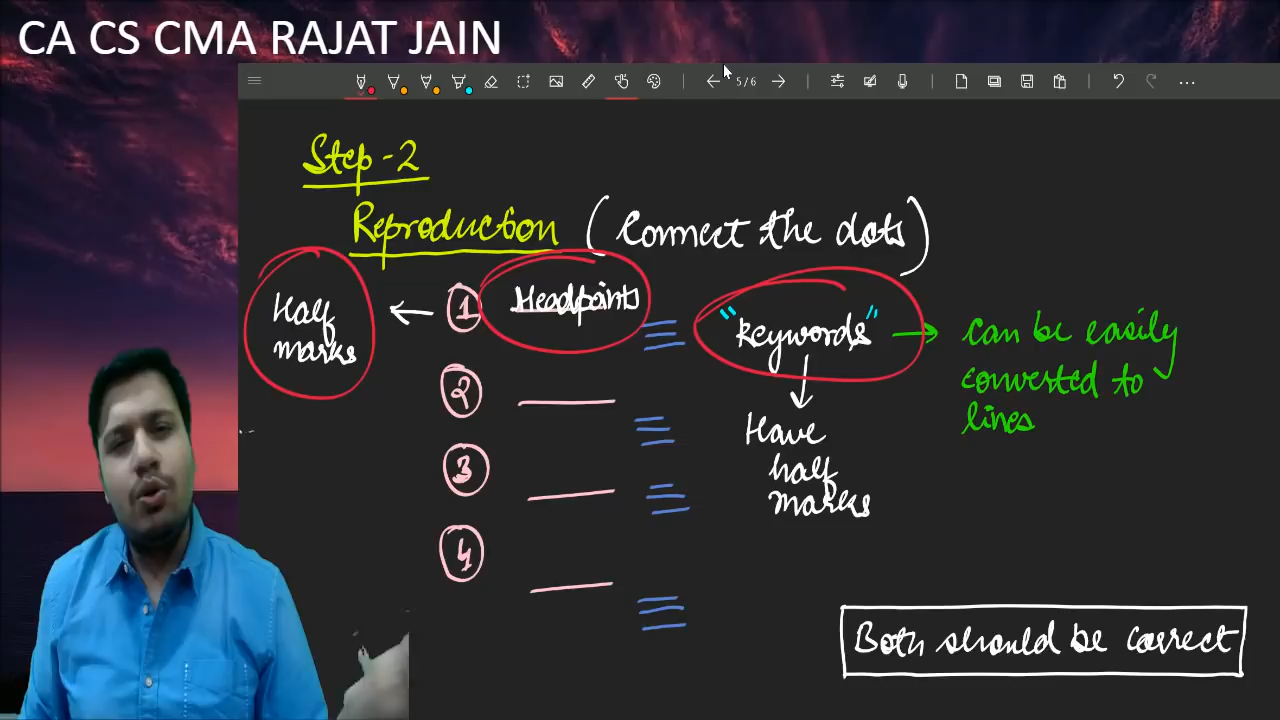 CA CS CMA RAJAT JAIN
5/6
Step-2
Reproduction (Connect the dots)
Half
marks
1 Headpoints
"keywords"
can be easily
converted to
lines
2
Have
half
marks
3
4
Both should be correct